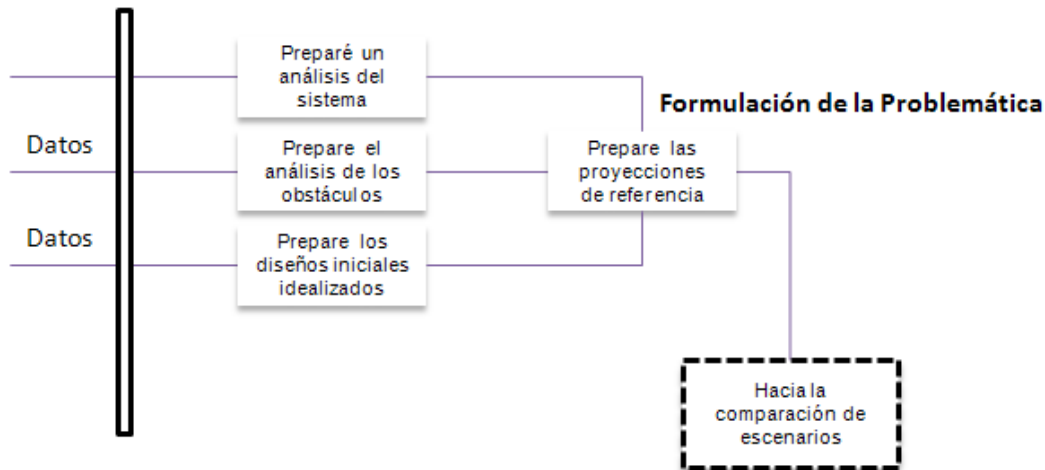 Preparé un
análisis del
sistema
Formulación de la Problemática
Datos
Prepare el
análisis de los
obstáculos
Prepare las
proyecciones
de referencia
Datos
Prepare los
diseños iniciales
idealizados
Hacia la
comparación de
escenarios